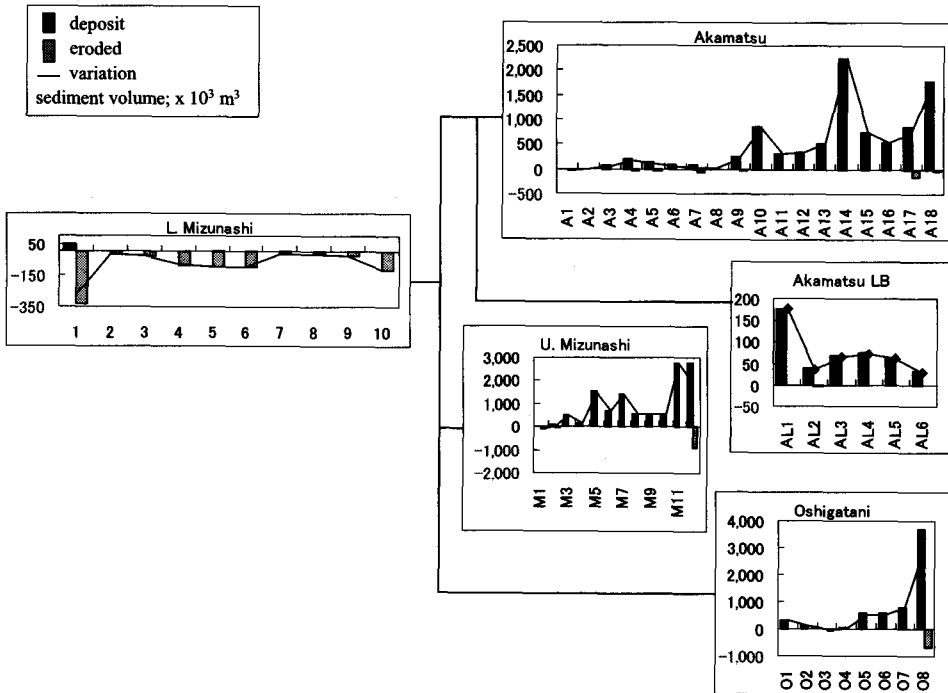 deposit
eroded
variation
sediment volume; x 10³ m³
Akamatsu
2,500
2,000
1,500
1,000
500
0
-500
A1 A2 A3 A4 A5 A6 A7 A8 A9 A10 A11 A12 A13 A14 A15 A16 A17 A18
L. Mizunashi
50
-150
-350
1 2 3 4 5 6 7 8 9 10
Akamatsu LB
200
150
100
50
0
-50
AL1 AL2 AL3 AL4 AL5 AL6
U. Mizunashi
3,000
2,000
1,000
0
-1,000
-2,000
M1 M3 M5 M7 M9 M11
Oshigatani
4,000
3,000
2,000
1,000
0
-1,000
O1 O2 O3 O4 O5 O6 O7 O8